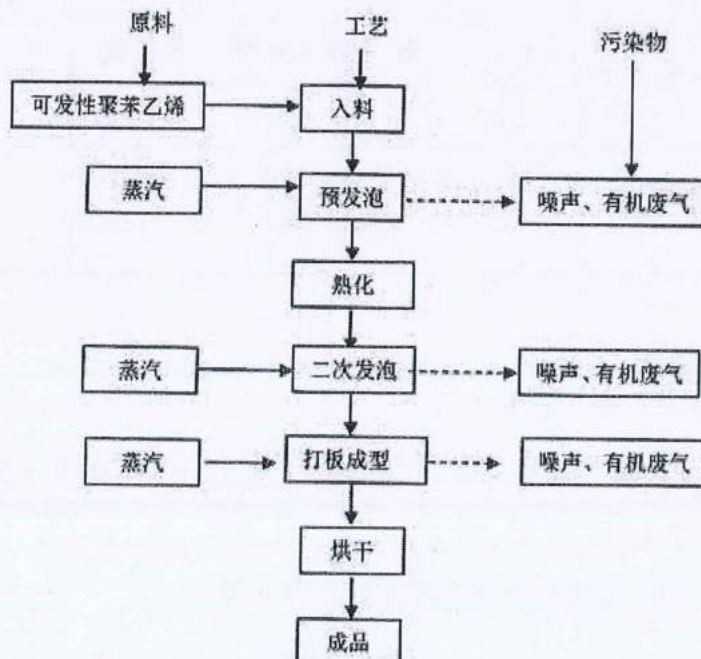 原料
工艺
污染物
可发性聚苯乙烯
入料
蒸汽
预发泡
噪声、有机废气
熟化
蒸汽
二次发泡
噪声、有机废气
蒸汽
打板成型
噪声、有机废气
烘干
成品